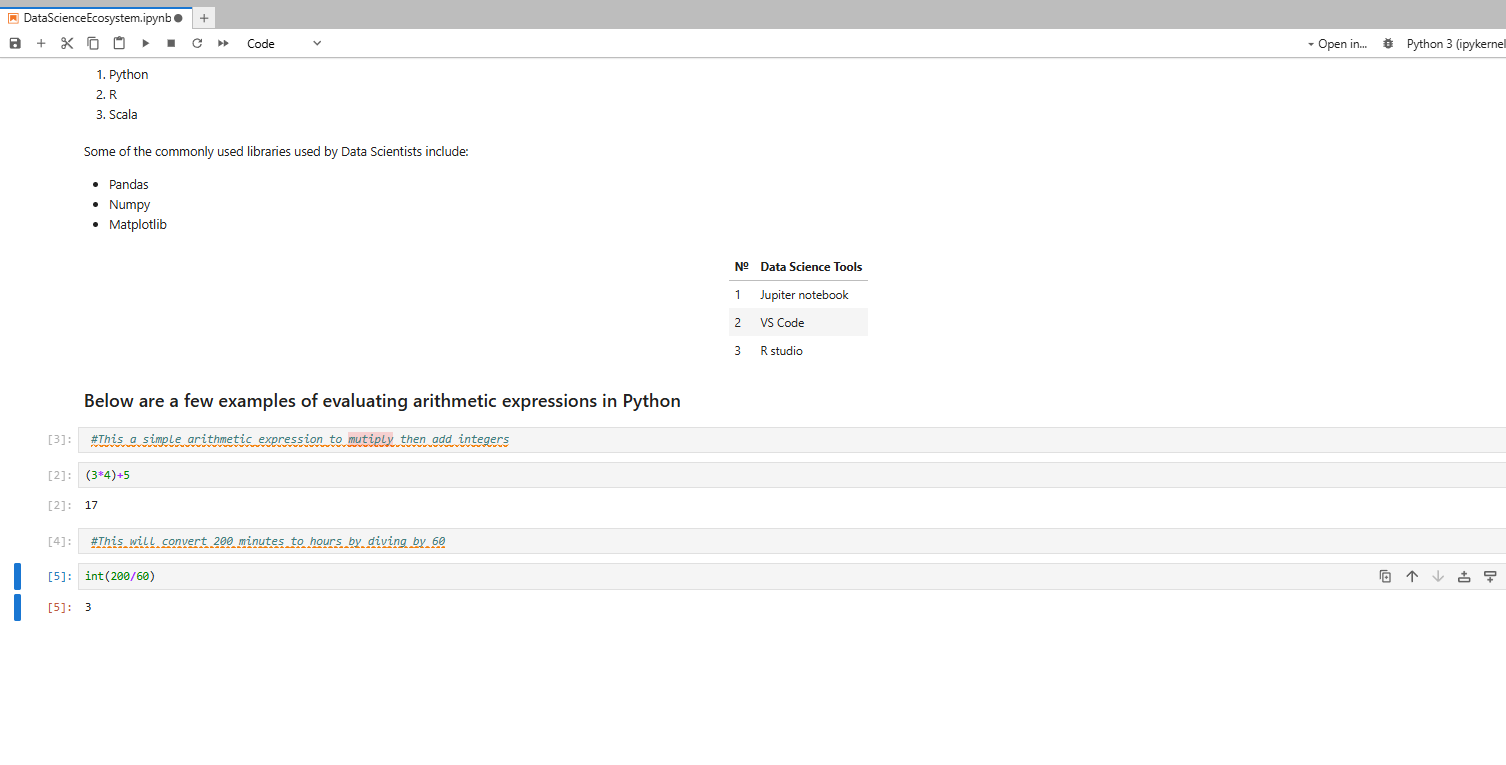 DataScienceEcosystem.ipynb
Code
Open in...
Python 3 (ipykernel
1. Python
2. R
3. Scala
Some of the commonly used libraries used by Data Scientists include:
• Pandas
• Numpy
• Matplotlib
Nº Data Science Tools
1 Jupiter notebook
2 VS Code
3 R studio
Below are a few examples of evaluating arithmetic expressions in Python
[3]: #This a simple arithmetic expression to mutiply then add integers
[2]: (3*4)+5
[2]: 17
[4]: #This will convert 200 minutes to hours by diving by 60
[5]: int(200/60)
[5]: 3